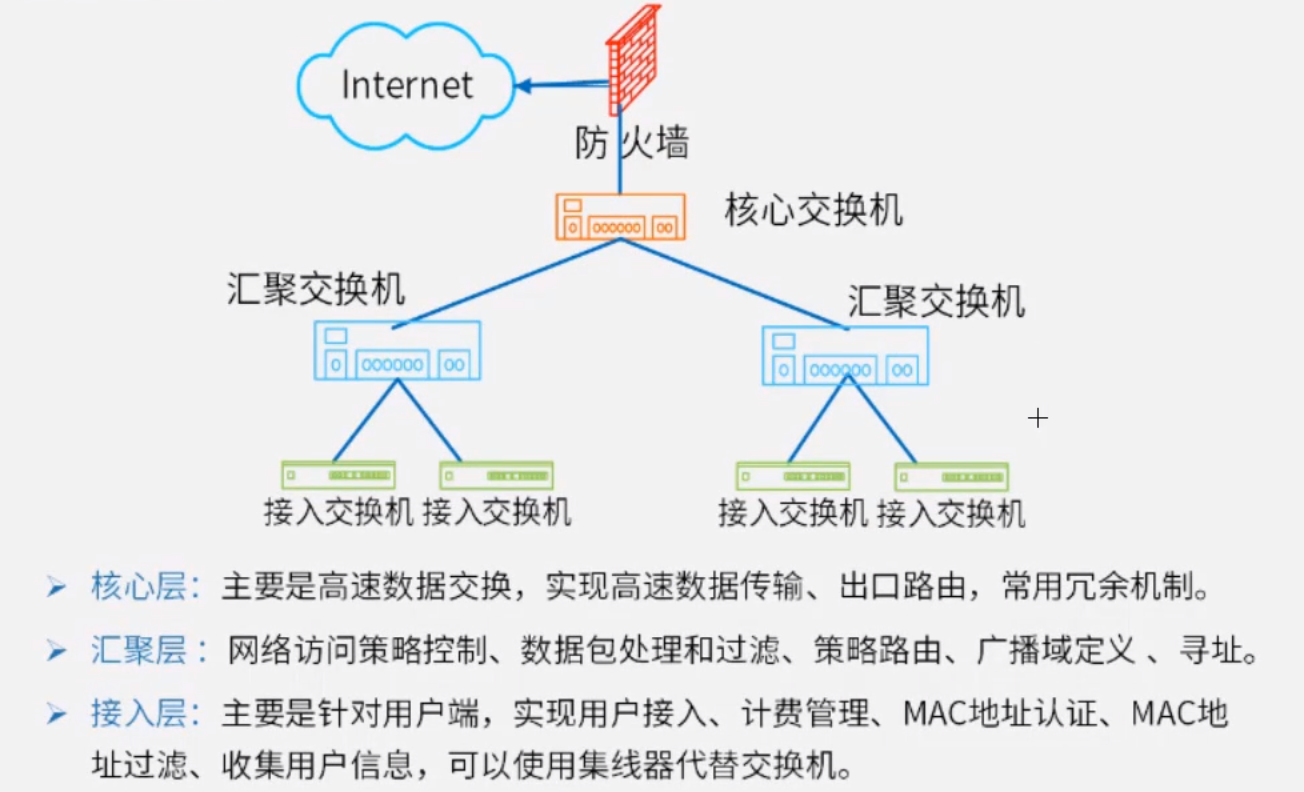 Internet
防火墙
核心交换机
汇聚交换机
汇聚交换机
接入交换机 接入交换机 接入交换机 接入交换机
核心层：主要是高速数据交换，实现高速数据传输、出口路由，常用冗余机制。
汇聚层：网络访问策略控制、数据包处理和过滤、策略路由、广播域定义 、寻址。
接入层：主要是针对用户端，实现用户接入、计费管理、MAC地址认证、MAC地
址过滤、收集用户信息，可以使用集线器代替交换机。